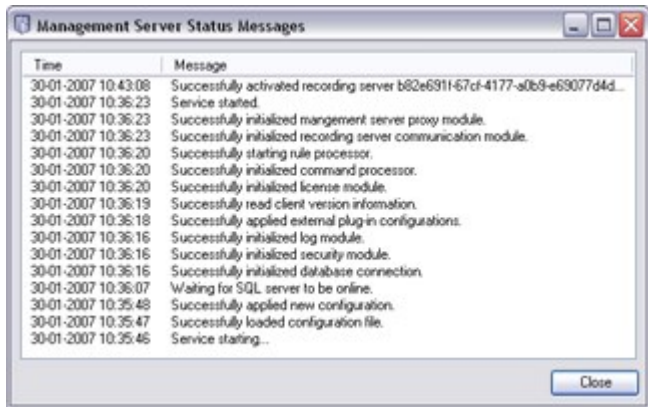 Management Server Status Messages
Time Message
30-01-2007 10:43:08 Successfully activated recording server b82e691f-67cf-4177-a0b9-e69077d4d...
30-01-2007 10:36:23 Service started.
30-01-2007 10:36:23 Successfully initialized mangement server proxy module.
30-01-2007 10:36:23 Successfully initialized recording server communication module.
30-01-2007 10:36:20 Successfully starting rule processor.
30-01-2007 10:36:20 Successfully initialized command processor.
30-01-2007 10:36:20 Successfully initialized license module.
30-01-2007 10:36:19 Successfully read client version information.
30-01-2007 10:36:18 Successfully applied external plug-in configurations.
30-01-2007 10:36:16 Successfully initialized log module.
30-01-2007 10:36:16 Successfully initialized security module.
30-01-2007 10:36:16 Successfully initialized database connection.
30-01-2007 10:36:07 Waiting for SQL server to be online.
30-01-2007 10:35:48 Successfully applied new configuration.
30-01-2007 10:35:47 Successfully loaded configuration file.
30-01-2007 10:35:46 Service starting...
Close